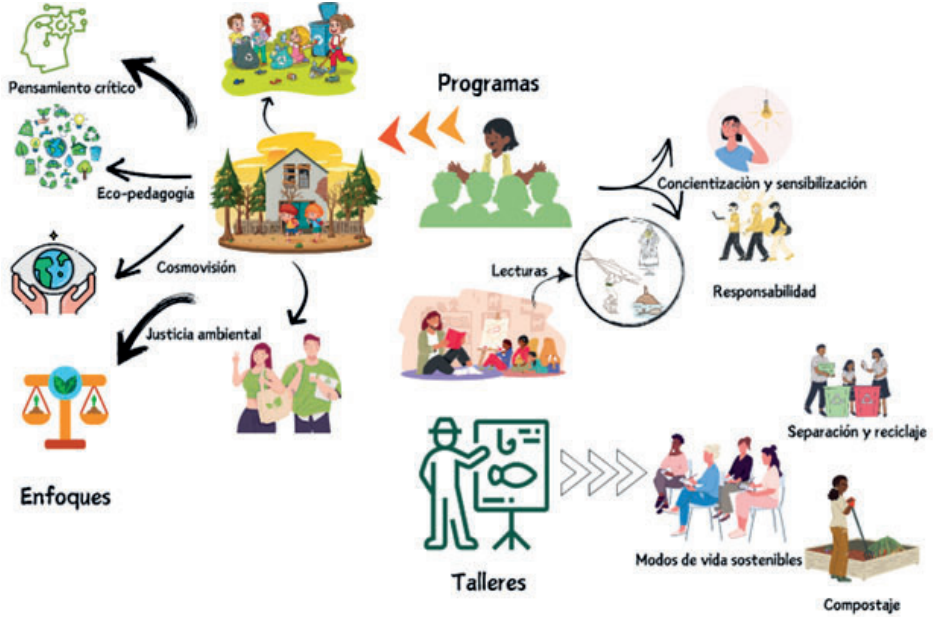 Pensamiento crítico
Eco-pedagogía
Cosmovisión
Justicia ambiental
Enfoques
Programas
Concientizaciòn y sensibilización
Responsabilidad
Lecturas
Talleres
Separación y reciclaje
Modos de vida sostenibles
Compostaje